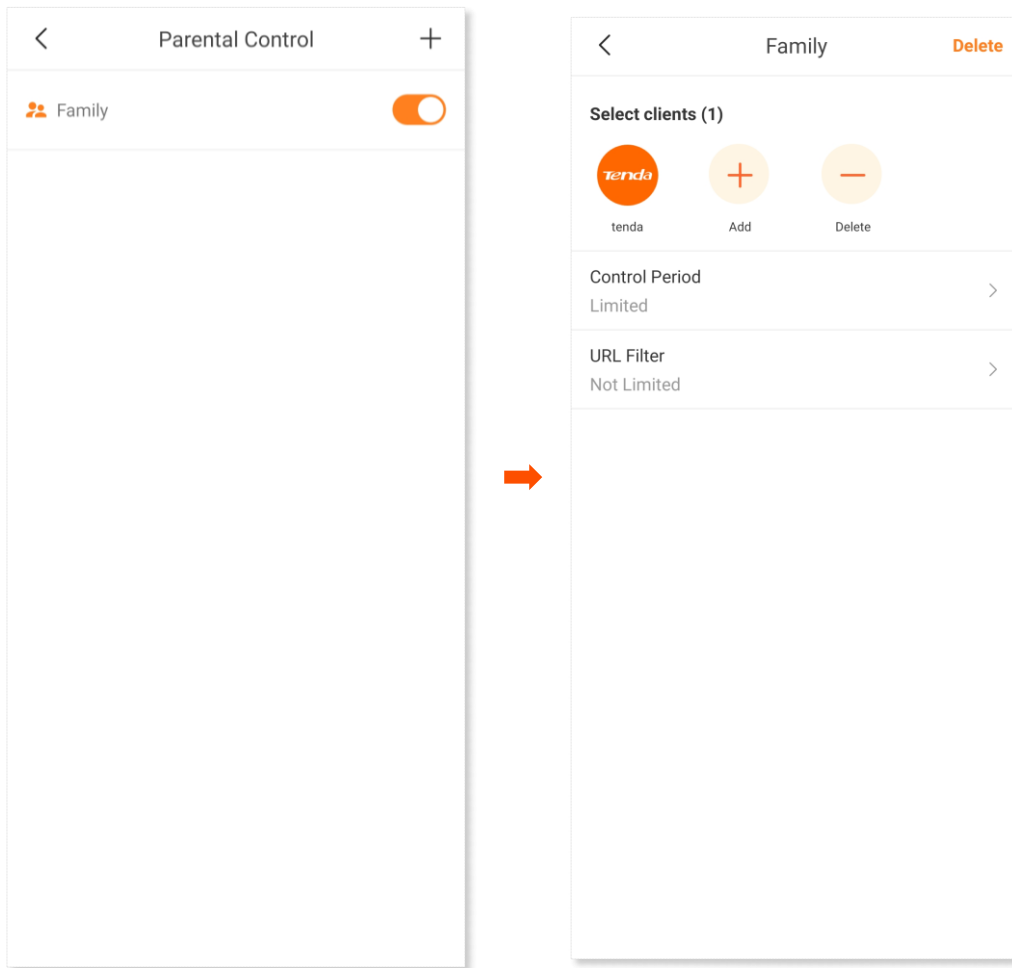 Parental Control
Family
Family
Delete
Select clients (1)
Tenda
tenda
Add
Delete
Control Period
Limited
URL Filter
Not Limited